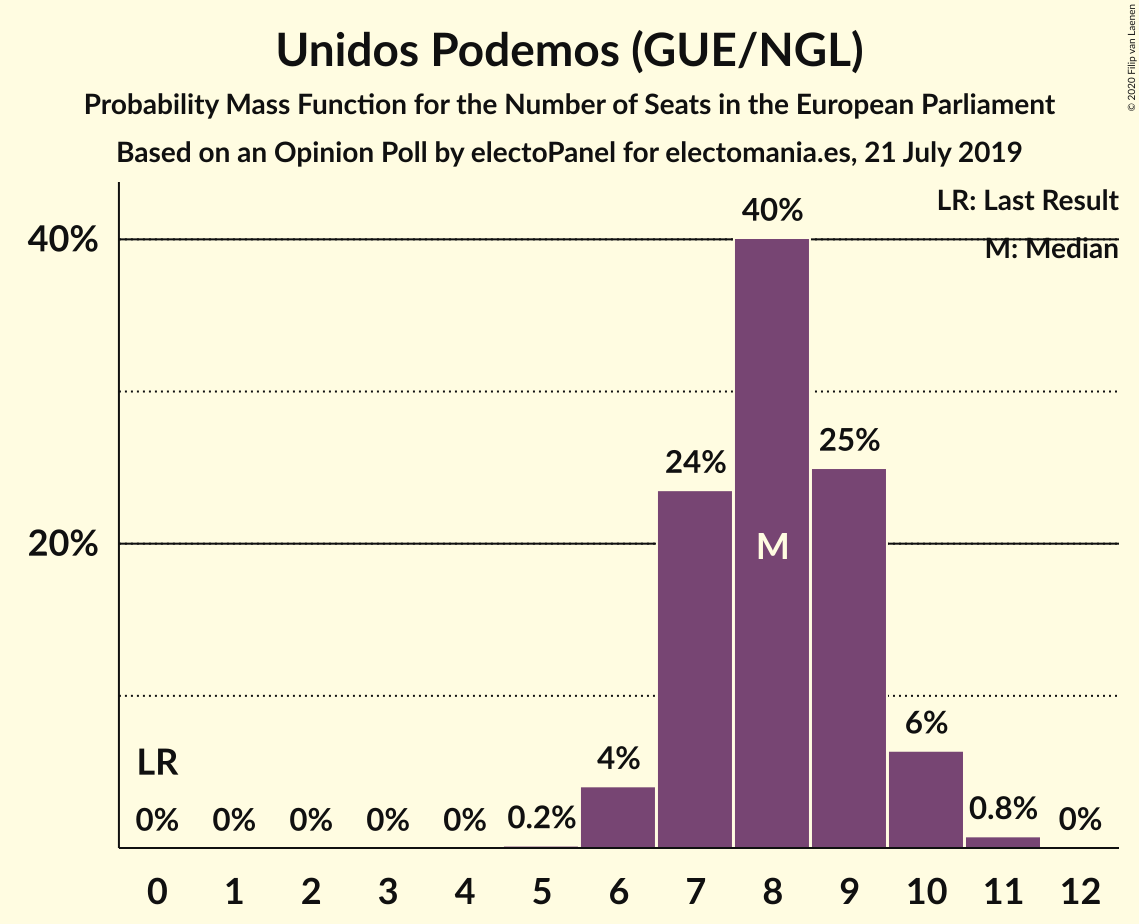 Unidos Podemos (GUE/NGL)
Probability Mass Function for the Number of Seats in the European Parliament
Based on an Opinion Poll by electoPanel for electomania.es, 21 July 2019
© 2020 Filip van Laenen
LR: Last Result
M: Median
40%
20%
40%
25%
24%
M
6%
4%
LR
0% 0% 0% 0% 0% 0.2% 0.8% 0%
0 1 2 3 4 5 6 7 8 9 10 11 12